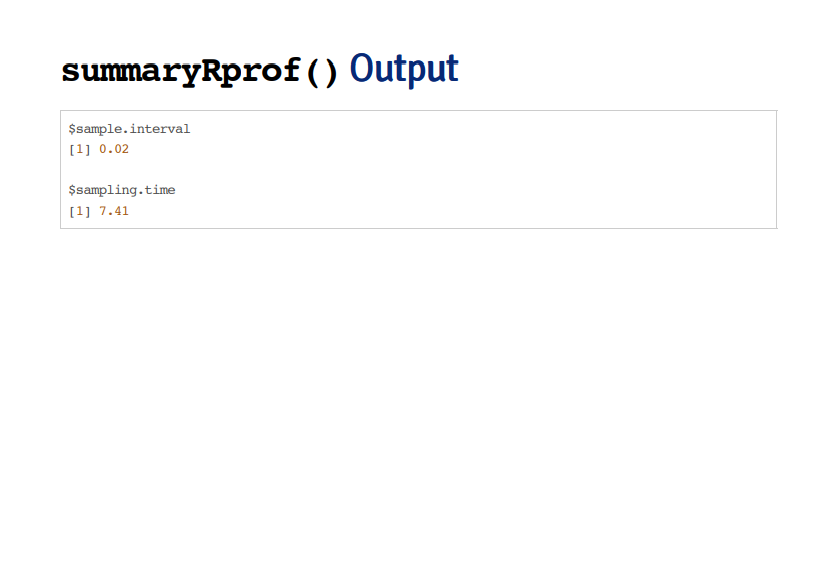 summaryRprof() Output
$sample.interval
[1] 0.02
$sampling.time
[1] 7.41